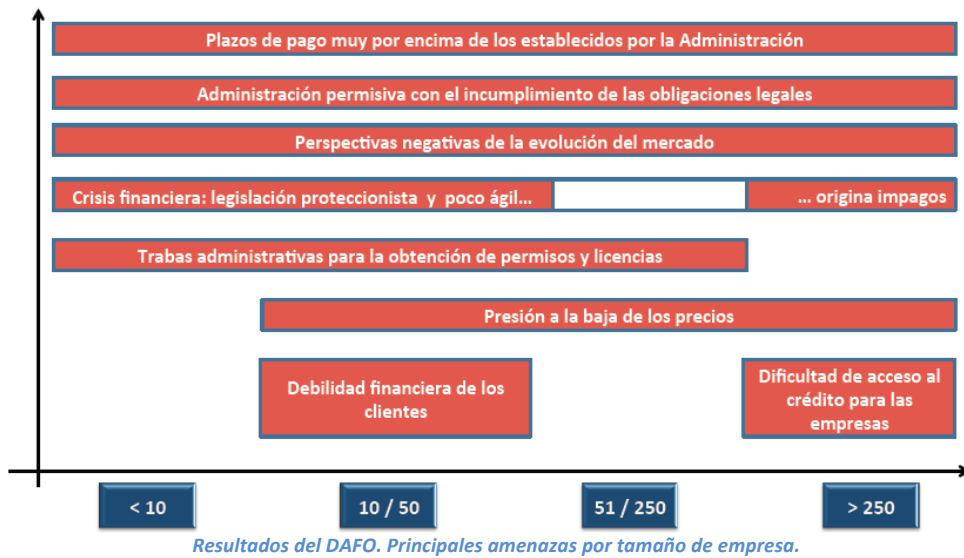 Plazos de pago muy por encima de los establecidos por la Administración
Administración permisiva con el incumplimiento de las obligaciones legales
Perspectivas negativas de la evolución del mercado
Crisis financiera: legislación proteccionista y poco ágil...
... origina impagos
Trabas administrativas para la obtención de permisos y licencias
Presión a la baja de los precios
Debilidad financiera de los
clientes
Dificultad de acceso al
crédito para las
empresas
< 10
10 / 50
51 / 250
> 250
Resultados del DAFO. Principales amenazas por tamaño de empresa.